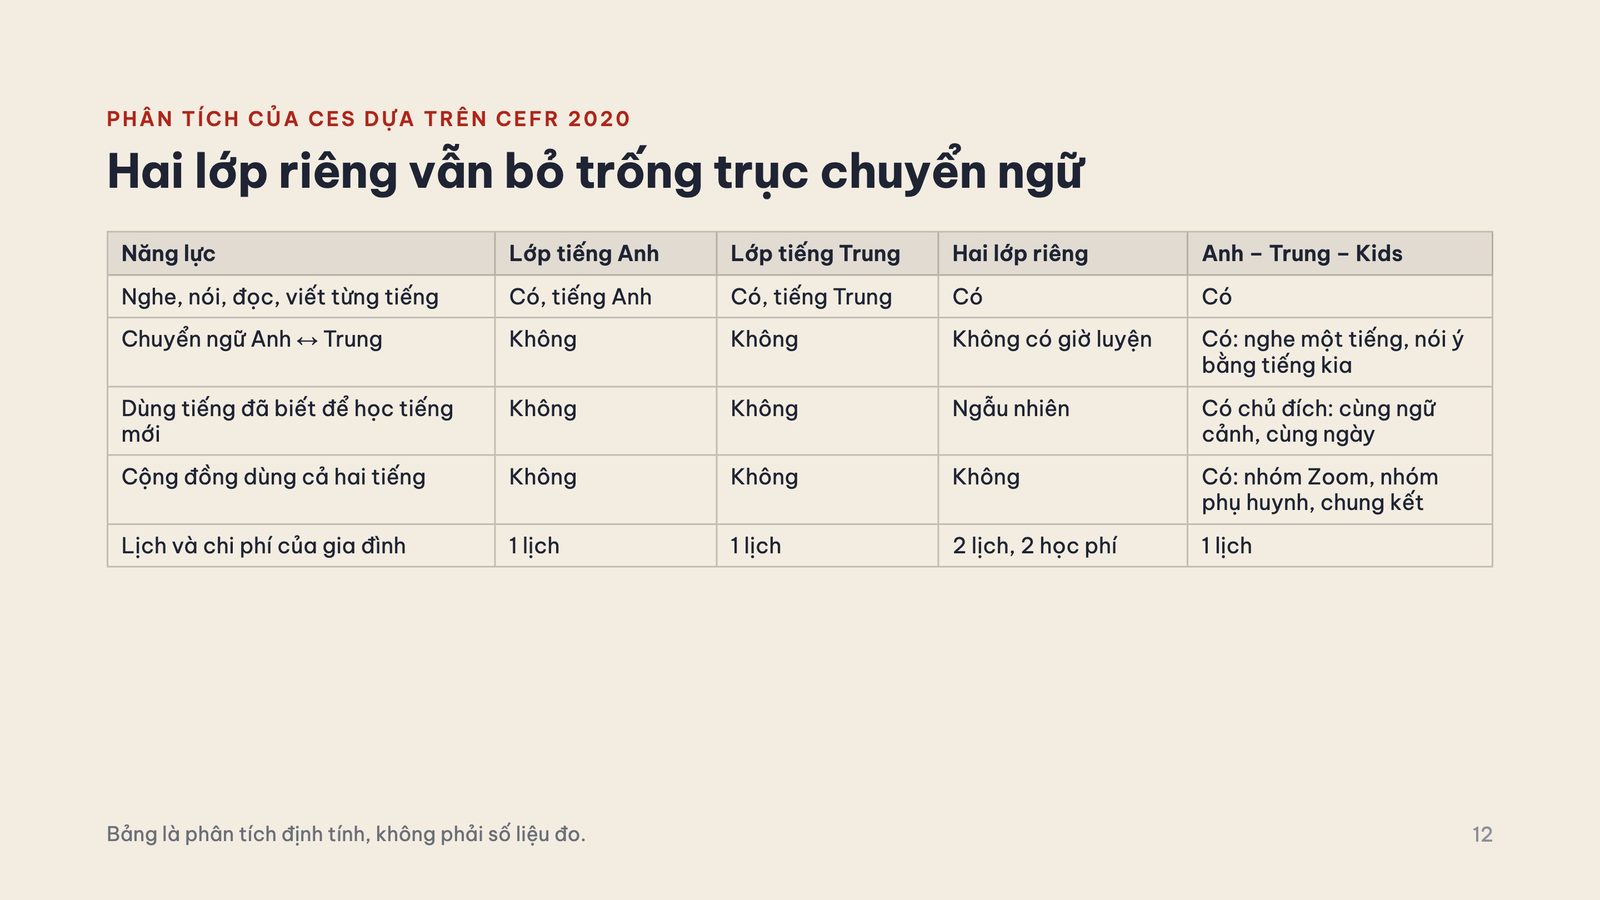 PHÂN TÍCH CỦA CES DỰA TRÊN CEFR 2020
Hai lớp riêng vẫn bỏ trống trục chuyển ngữ
Năng lực | Lớp tiếng Anh | Lớp tiếng Trung | Hai lớp riêng | Anh – Trung – Kids
Nghe, nói, đọc, viết từng tiếng | Có, tiếng Anh | Có, tiếng Trung | Có | Có
Chuyển ngữ Anh ↔ Trung | Không | Không | Không có giờ luyện | Có: nghe một tiếng, nói ý
bằng tiếng kia
Dùng tiếng đã biết để học tiếng
mới | Không | Không | Ngẫu nhiên | Có chủ đích: cùng ngữ
cảnh, cùng ngày
Cộng đồng dùng cả hai tiếng | Không | Không | Không | Có: nhóm Zoom, nhóm
phụ huynh, chung kết
Lịch và chi phí của gia đình | 1 lịch | 1 lịch | 2 lịch, 2 học phí | 1 lịch
Bảng là phân tích định tính, không phải số liệu đo.
12